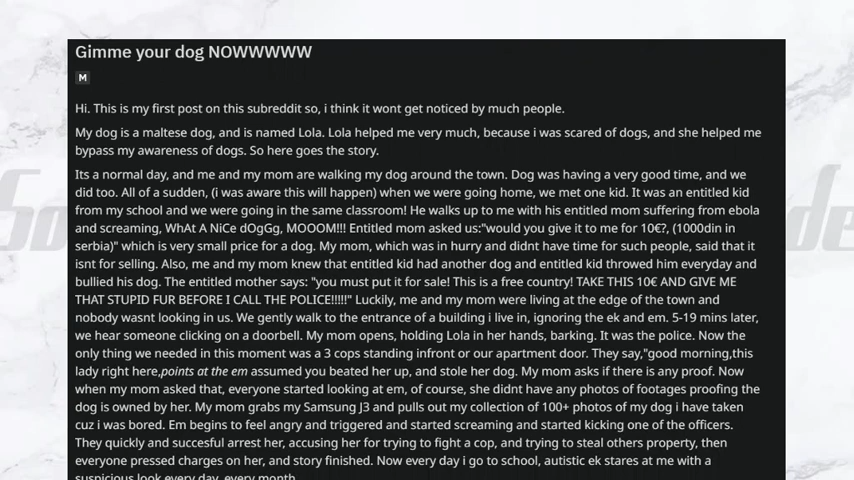 Gimme your dog NOWWWWW
M
Hi. This is my first post on this subreddit so, i think it wont get noticed by much people.
My dog is a maltese dog, and is named Lola. Lola helped me very much, because i was scared of dogs, and she helped me
bypass my awareness of dogs. So here goes the story.
Its a normal day, and me and my mom are walking my dog around the town. Dog was having a very good time, and we
did too. All of a sudden, (i was aware this will happen) when we were going home, we met one kid. It was an entitled kid
from my school and we were going in the same classroom! He walks up to me with his entitled mom suffering from ebola
and screaming, WhAt A NiCe dOgGg, MOOOM!!! Entitled mom asked us:"would you give it to me for 10€?, (1000din in
serbia)" which is very small price for a dog. My mom, which was in hurry and didnt have time for such people, said that it
isnt for selling. Also, me and my mom knew that entitled kid had another dog and entitled kid throwed him everyday and
bullied his dog. The entitled mother says: "you must put it for sale! This is a free country! TAKE THIS 10€ AND GIVE ME
THAT STUPID FUR BEFORE I CALL THE POLICE!!!!!" Luckily, me and my mom were living at the edge of the town and
nobody wasnt looking in us. We gently walk to the entrance of a building i live in, ignoring the ek and em. 5-19 mins later,
we hear someone clicking on a doorbell. My mom opens, holding Lola in her hands, barking. It was the police. Now the
only thing we needed in this moment was a 3 cops standing infront or our apartment door. They say,"good morning,this
lady right here,points at the em assumed you beated her up, and stole her dog. My mom asks if there is any proof. Now
when my mom asked that, everyone started looking at em, of course, she didnt have any photos of footages proofing the
dog is owned by her. My mom grabs my Samsung J3 and pulls out my collection of 100+ photos of my dog i have taken
cuz i was bored. Em begins to feel angry and triggered and started screaming and started kicking one of the officers.
They quickly and succesful arrest her, accusing her for trying to fight a cop, and trying to steal others property, then
everyone pressed charges on her, and story finished. Now every day i go to school, autistic ek stares at me with a
suspicious look every day, every month.
So
de